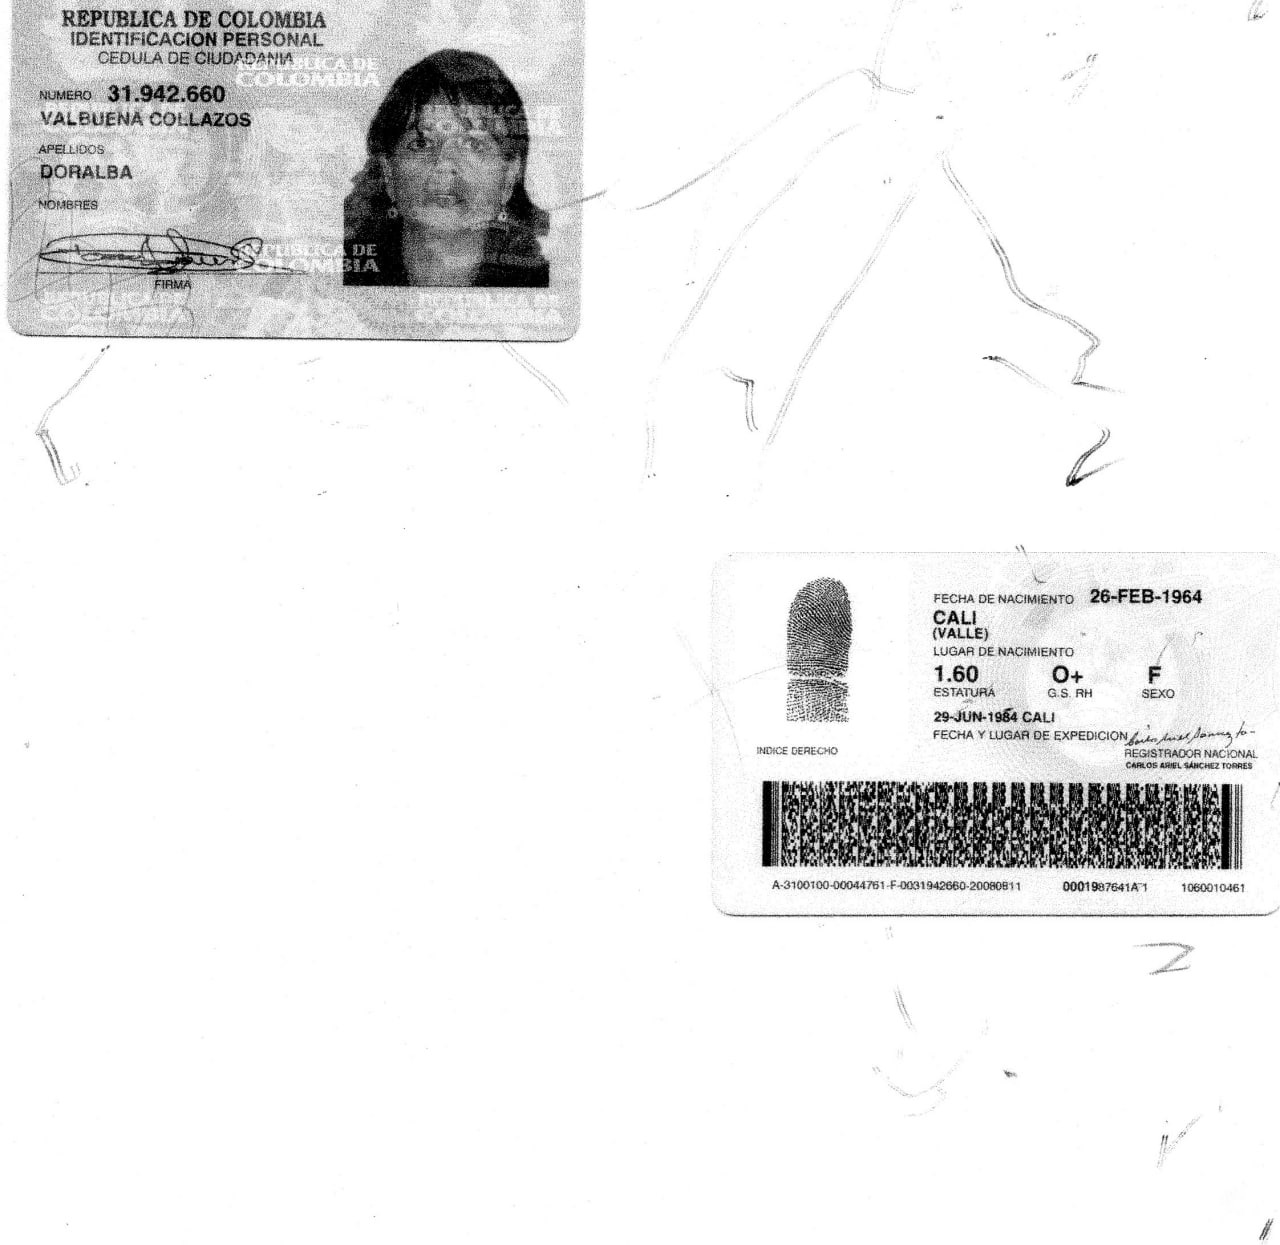 REPUBLICA DE COLOMBIA
IDENTIFICACION PERSONAL
CEDULA DE CIUDADANIA
REPUBLICA DE
COLOMBIA
NUMERO 31.942.660
VALBUENA COLLAZOS
APELLIDOS
DORALBA
NOMBRES
REPUBLICA DE
COLOMBIA
FIRMA
FECHA DE NACIMIENTO 26-FEB-1964
CALI
(VALLE)
LUGAR DE NACIMIENTO
1.60 O+ F
ESTATURA G.S. RH SEXO
29-JUN-1984 CALI
FECHA Y LUGAR DE EXPEDICION
INDICE DERECHO
REGISTRADOR NACIONAL
CARLOS ARIEL SÁNCHEZ TORRES
A-3100100-00044761-F-0031942660-20080811 0001987641A 1 1060010461